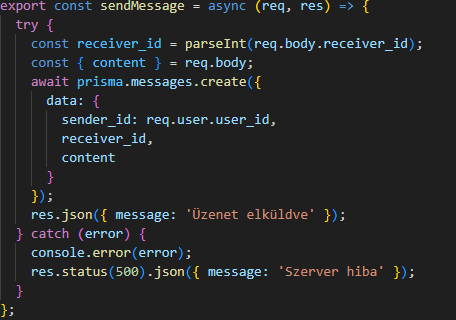 export const sendMessage = async (req, res) => {
  try {
    const receiver_id = parseInt(req.body.receiver_id);
    const { content } = req.body;
    await prisma.messages.create({
      data: {
        sender_id: req.user.user_id,
        receiver_id,
        content
      }
    });
    res.json({ message: 'Üzenet elküldve' });
  } catch (error) {
    console.error(error);
    res.status(500).json({ message: 'Szerver hiba' });
  }
};